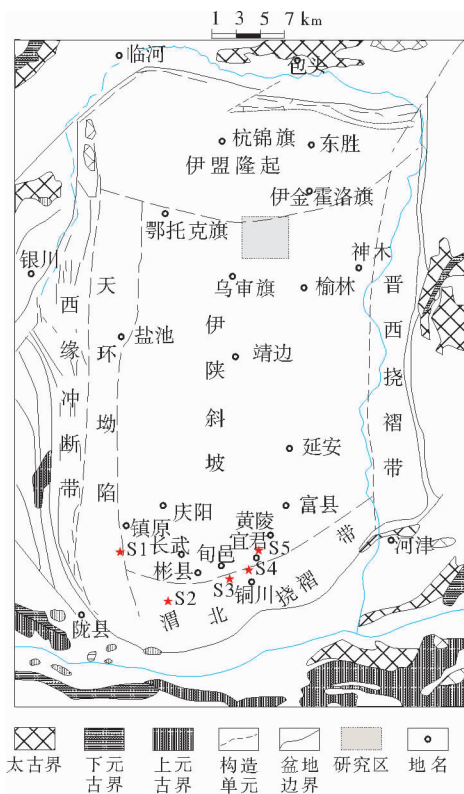 1 3 5 7 km
临河
包头
杭锦旗
东胜
伊盟隆起
伊金霍洛旗
鄂托克旗
银川
神木
乌审旗
榆林
西缘冲断带
天环坳陷
伊陕斜坡
晋西挠褶带
盐池
靖边
延安
庆阳
富县
镇原
黄陵
长武
宜君
S1
S5
旬邑
河津
彬县
S4
S3
铜川
S2
渭北挠褶带
陇县
太古界
下元古界
上元古界
构造单元
盆地边界
研究区
地名